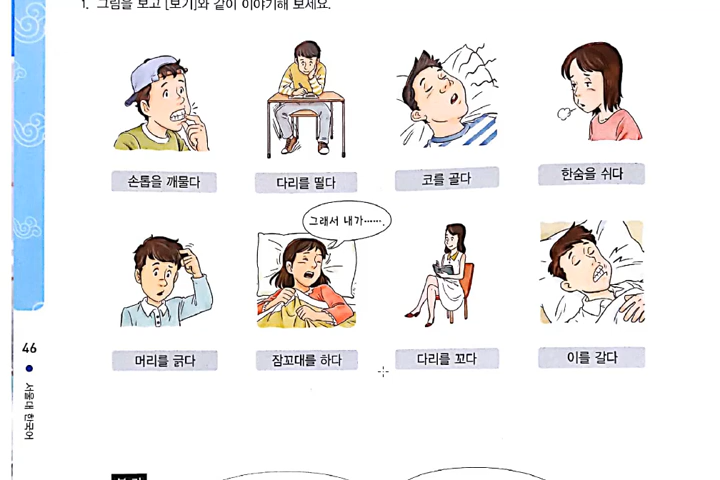 1. 그림을 보고 [보기]와 같이 이야기해 보세요.
손톱을 깨물다
다리를 떨다
코를 골다
한숨을 쉬다
그래서 내가……
머리를 긁다
잠꼬대를 하다
다리를 꼬다
이를 갈다
46
서울대 한국어